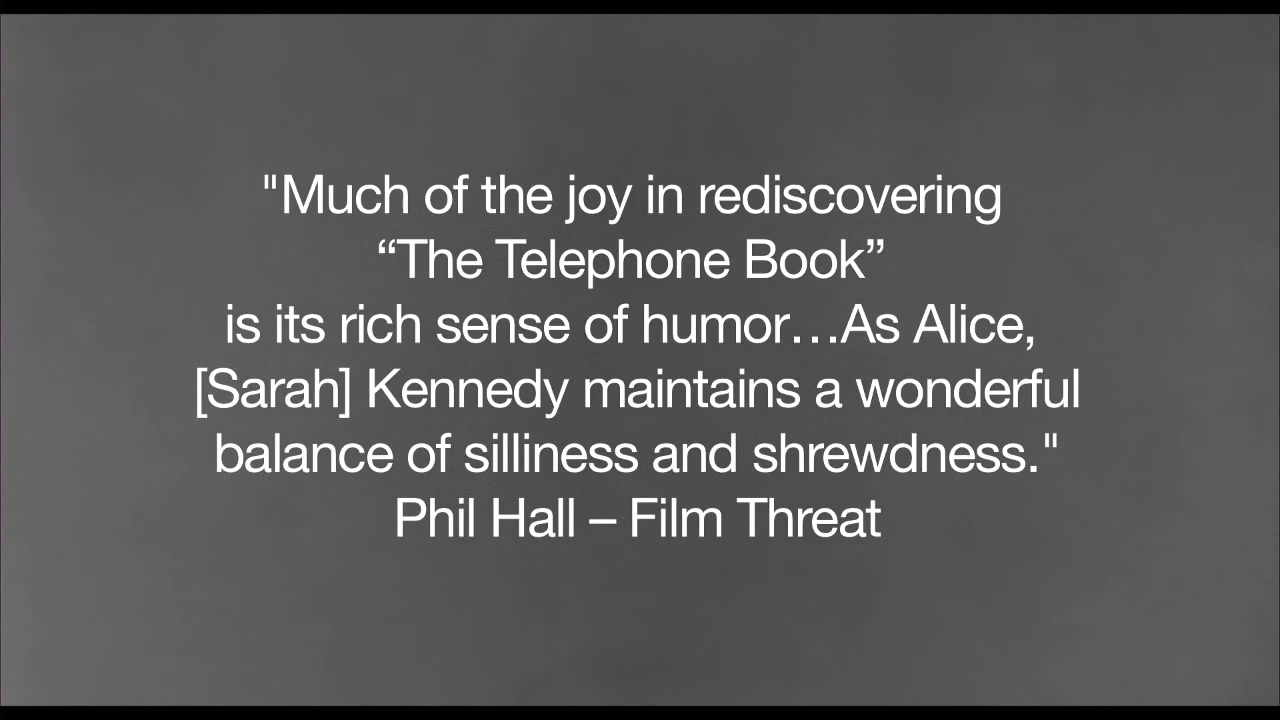 "Much of the joy in rediscovering
“The Telephone Book”
is its rich sense of humor…As Alice,
[Sarah] Kennedy maintains a wonderful
balance of silliness and shrewdness."
Phil Hall – Film Threat